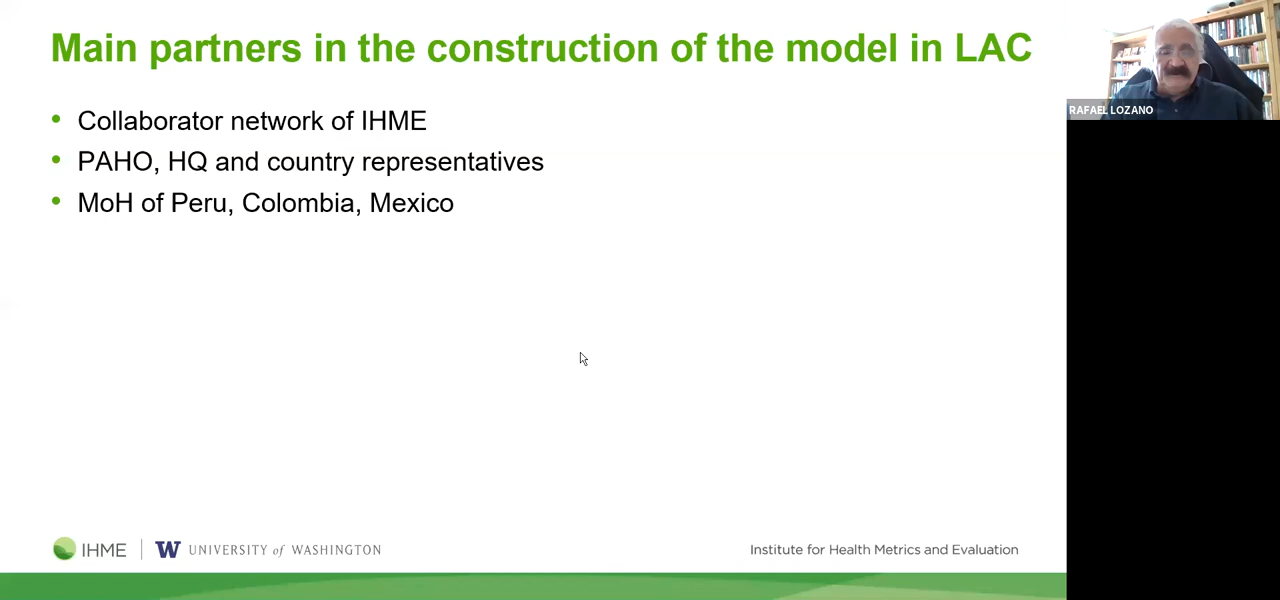 Main partners in the construction of the model in LAC
RAFAEL LOZANO
• Collaborator network of IHME
• PAHO, HQ and country representatives
• MoH of Peru, Colombia, Mexico
IHME | W UNIVERSITY of WASHINGTON
Institute for Health Metrics and Evaluation